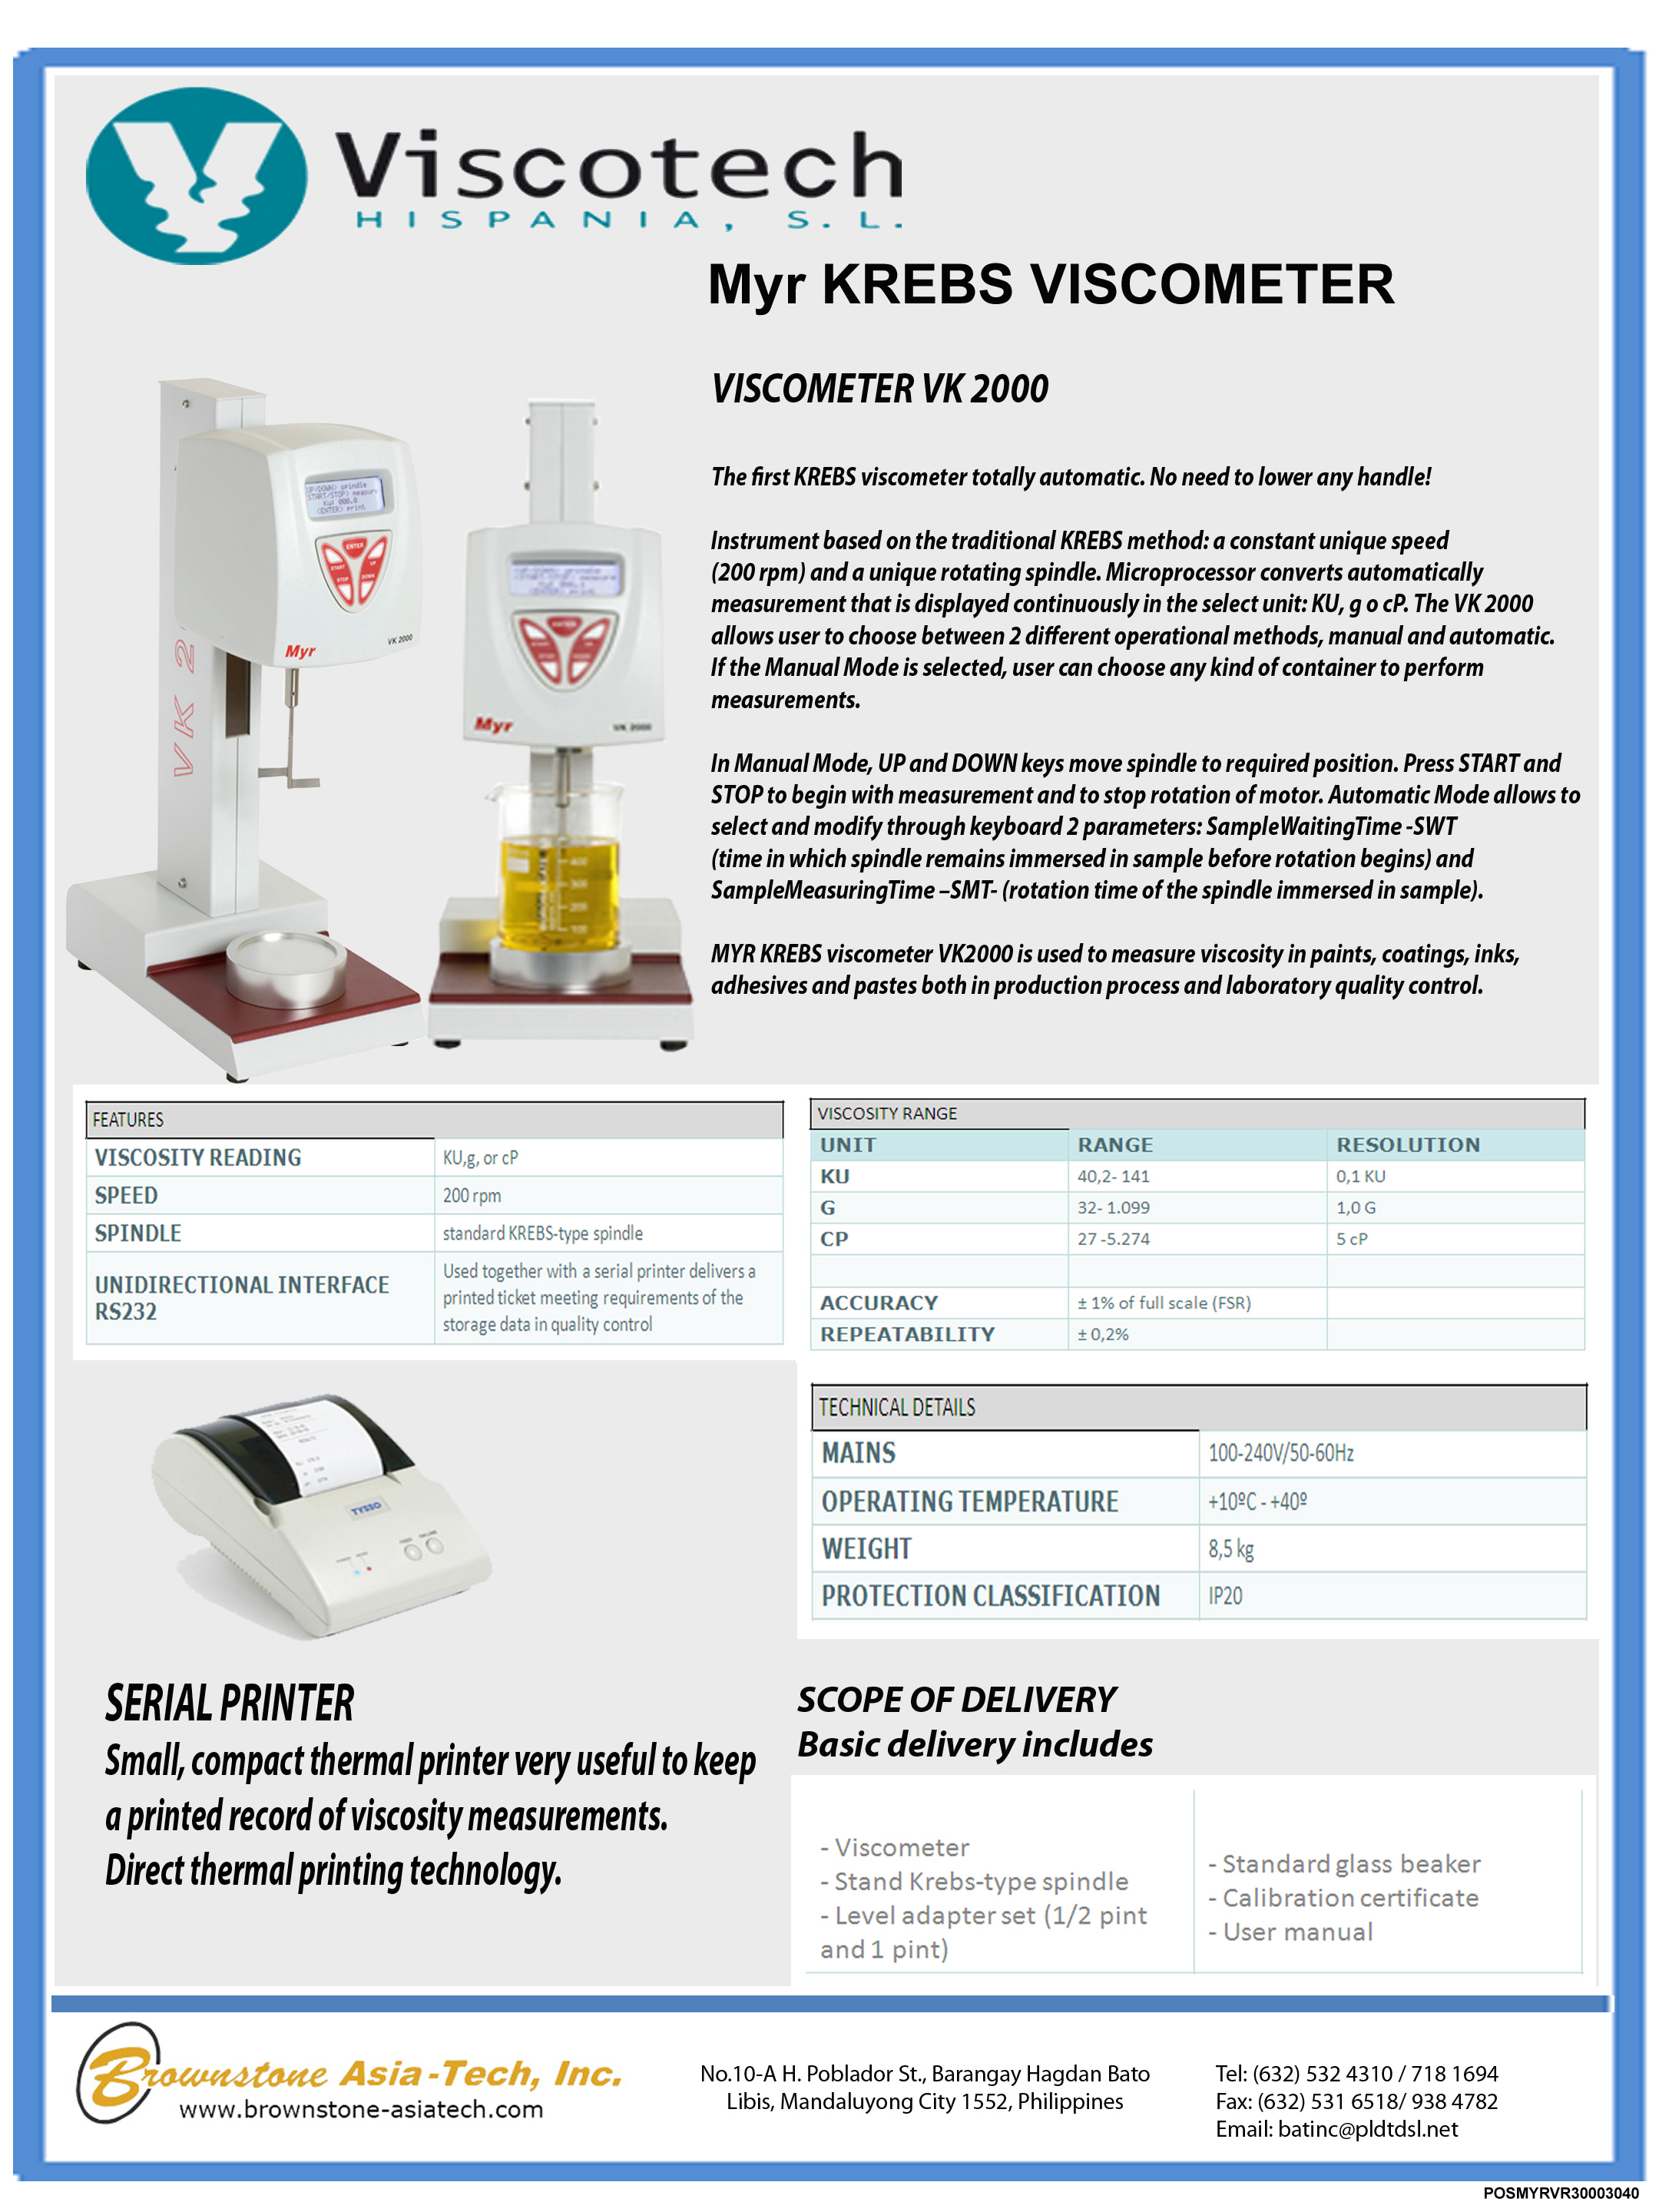 Viscotech
HISPANIA, S.L.
Myr KREBS VISCOMETER
VISCOMETER VK 2000
The first KREBS viscometer totally automatic. No need to lower any handle!
Instrument based on the traditional KREBS method: a constant unique speed
(200 rpm) and a unique rotating spindle. Microprocessor converts automatically
measurement that is displayed continuously in the select unit: KU, g o cP. The VK 2000
allows user to choose between 2 different operational methods, manual and automatic.
If the Manual Mode is selected, user can choose any kind of container to perform
measurements.
In Manual Mode, UP and DOWN keys move spindle to required position. Press START and
STOP to begin with measurement and to stop rotation of motor. Automatic Mode allows to
select and modify through keyboard 2 parameters: SampleWaitingTime -SWT
(time in which spindle remains immersed in sample before rotation begins) and
SampleMeasuringTime –SMT- (rotation time of the spindle immersed in sample).
MYR KREBS viscometer VK2000 is used to measure viscosity in paints, coatings, inks,
adhesives and pastes both in production process and laboratory quality control.
UP/DOWN> spindle
START/STOP> measure
Ku: 000.0
<ENTER> print
ENTER
START
UP
STOP
DOWN
Myr
VK 2000
VK 2
Myr
VK 2000
400
300
200
100
FEATURES
VISCOSITY READING KU,g, or cP
SPEED 200 rpm
SPINDLE standard KREBS-type spindle
UNIDIRECTIONAL INTERFACE
RS232
Used together with a serial printer delivers a
printed ticket meeting requirements of the
storage data in quality control
VISCOSITY RANGE
UNIT RANGE RESOLUTION
KU 40,2- 141 0,1 KU
G 32- 1.099 1,0 G
CP 27 -5.274 5 cP
ACCURACY ± 1% of full scale (FSR)
REPEATABILITY ± 0,2%
TECHNICAL DETAILS
MAINS 100-240V/50-60Hz
OPERATING TEMPERATURE +10ºC - +40º
WEIGHT 8,5 kg
PROTECTION CLASSIFICATION IP20
TYSSO
SERIAL PRINTER
Small, compact thermal printer very useful to keep
a printed record of viscosity measurements.
Direct thermal printing technology.
SCOPE OF DELIVERY
Basic delivery includes
- Viscometer
- Stand Krebs-type spindle
- Level adapter set (1/2 pint
and 1 pint)
- Standard glass beaker
- Calibration certificate
- User manual
Brownstone Asia-Tech, Inc.
www.brownstone-asiatech.com
No.10-A H. Poblador St., Barangay Hagdan Bato
Libis, Mandaluyong City 1552, Philippines
Tel: (632) 532 4310 / 718 1694
Fax: (632) 531 6518/ 938 4782
Email: batinc@pldtdsl.net
POSMYRVR30003040